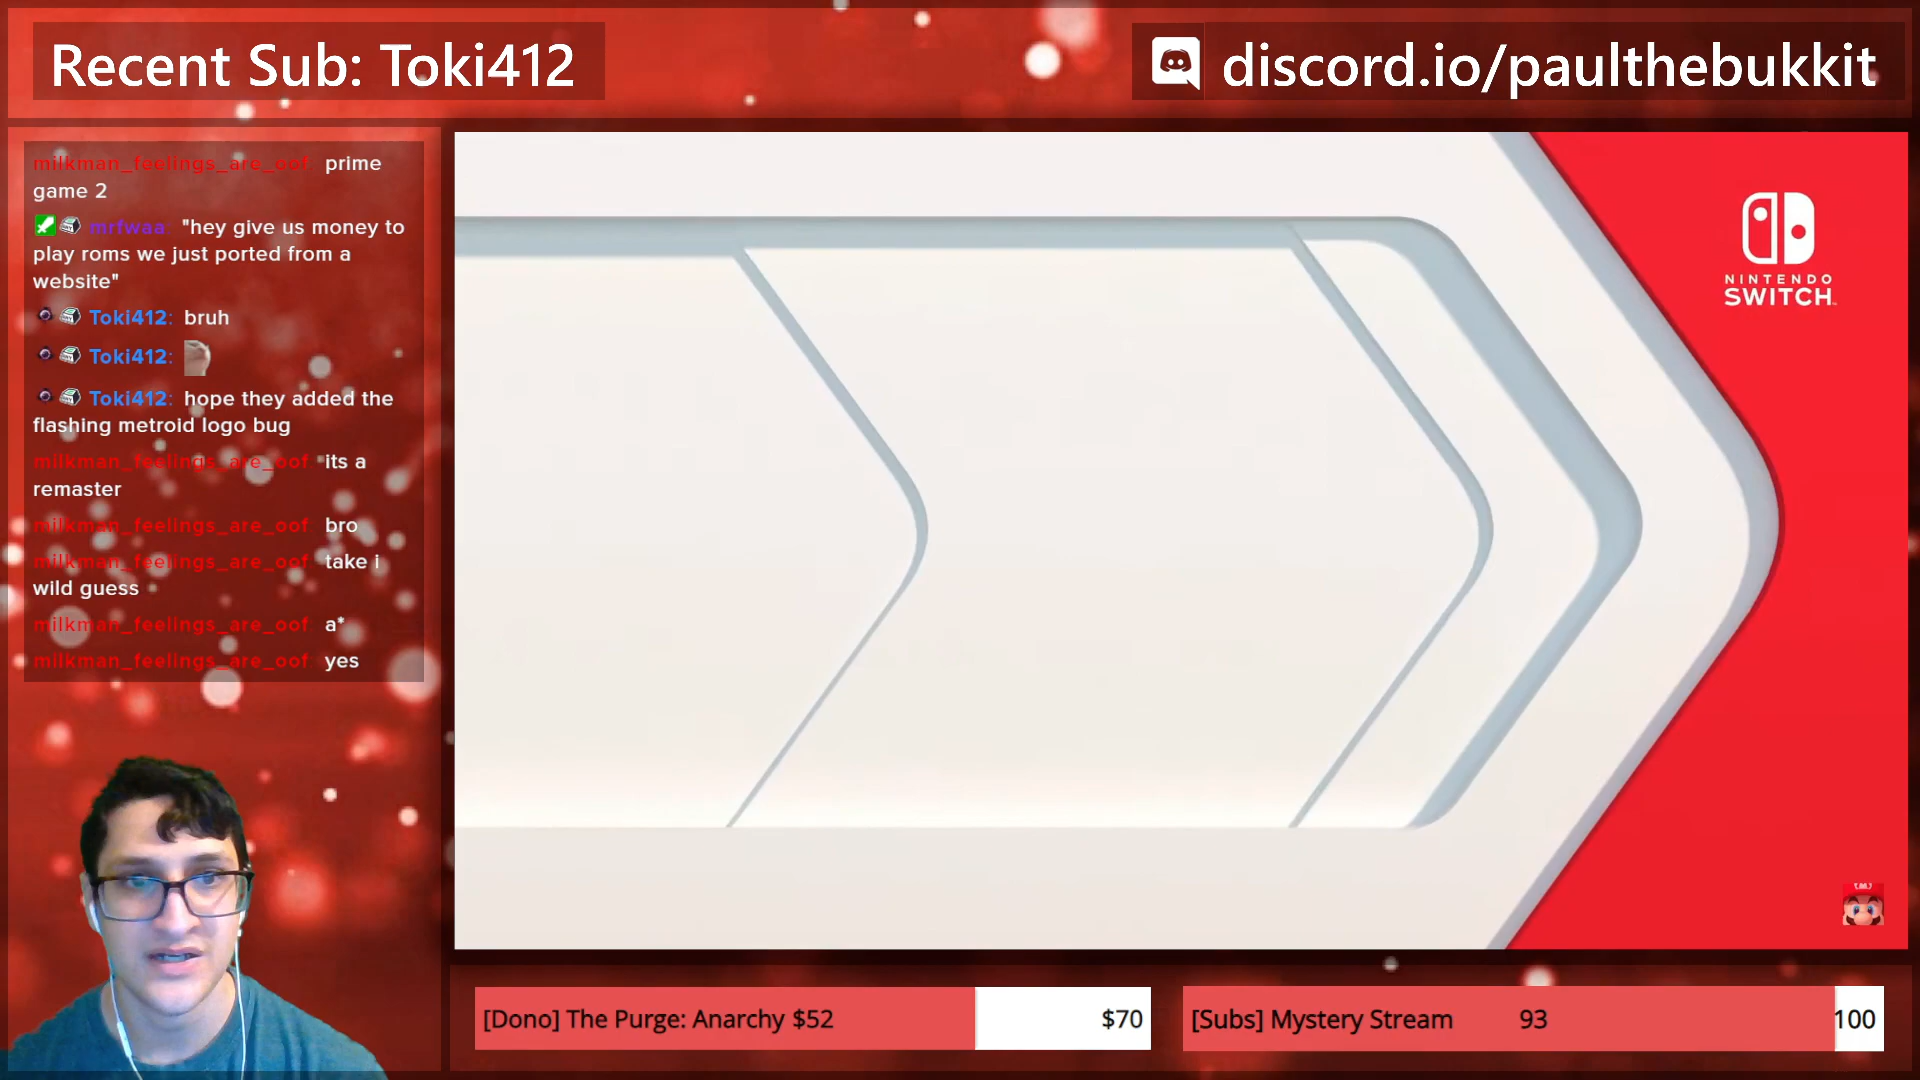 Recent Sub: Toki412
discord.io/paulthebukkit
milkman_feelings_are_oof: prime
game 2
mrfwaa: "hey give us money to
play roms we just ported from a
website"
Toki412: bruh
Toki412:
Toki412: hope they added the
flashing metroid logo bug
milkman_feelings_are_oof: its a
remaster
milkman_feelings_are_oof: bro
milkman_feelings_are_oof: take i
wild guess
milkman_feelings_are_oof: a*
milkman_feelings_are_oof: yes
NINTENDO
SWITCH
[Dono] The Purge: Anarchy $52
$70
[Subs] Mystery Stream
93
100